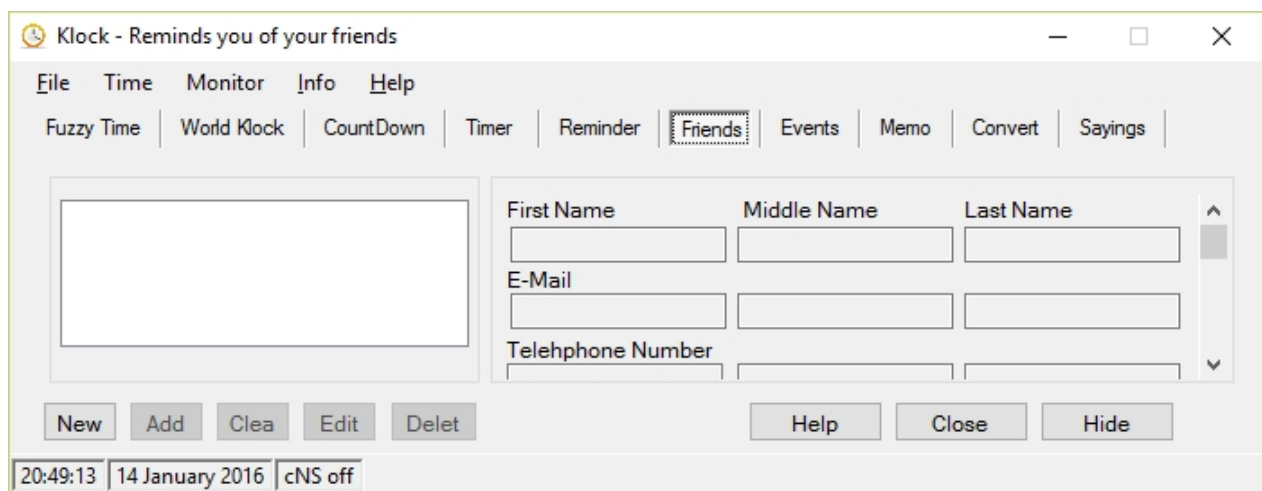 Klock - Reminds you of your friends
File Time Monitor Info Help
Fuzzy Time World Klock CountDown Timer Reminder Friends Events Memo Convert Sayings
First Name Middle Name Last Name
E-Mail
Telehphone Number
New Add Clea Edit Delet Help Close Hide
20:49:13 14 January 2016 cNS off